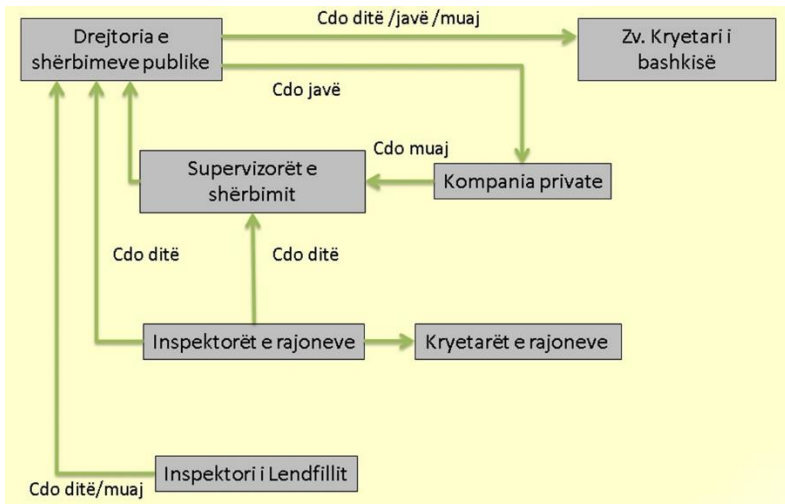 Cdo ditë /javë /muaj
Drejtoria e
shërbimeve publike
Zv. Kryetari i
bashkisë
Cdo javë
Cdo muaj
Supervizorët e
shërbimit
Kompania private
Cdo ditë
Cdo ditë
Inspektorët e rajoneve
Kryetarët e rajoneve
Inspektori i Lendfillit
Cdo ditë/muaj